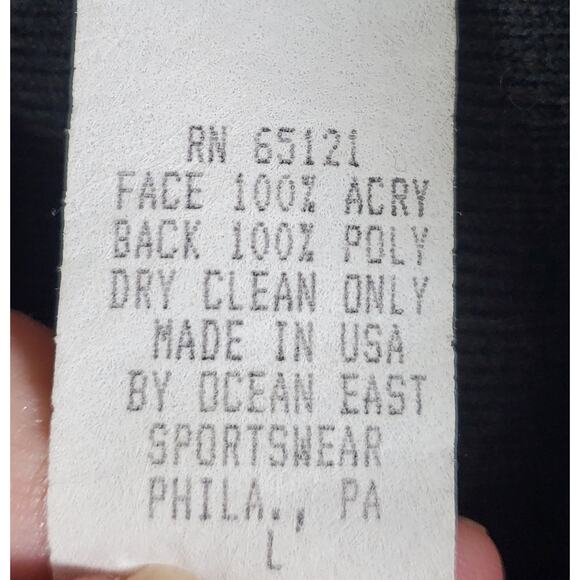 RN 65121
FACE 100% ACRY
BACK 100% POLY
DRY CLEAN ONLY
MADE IN USA
BY OCEAN EAST
SPORTSWEAR
PHILA., PA
L